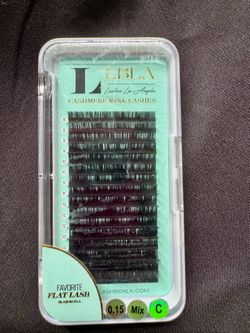 L LBLA
Lashes Los Angeles
CASHMERE MINK LASHES
FAVORITE
FLAT LASH
0.15 Mix C